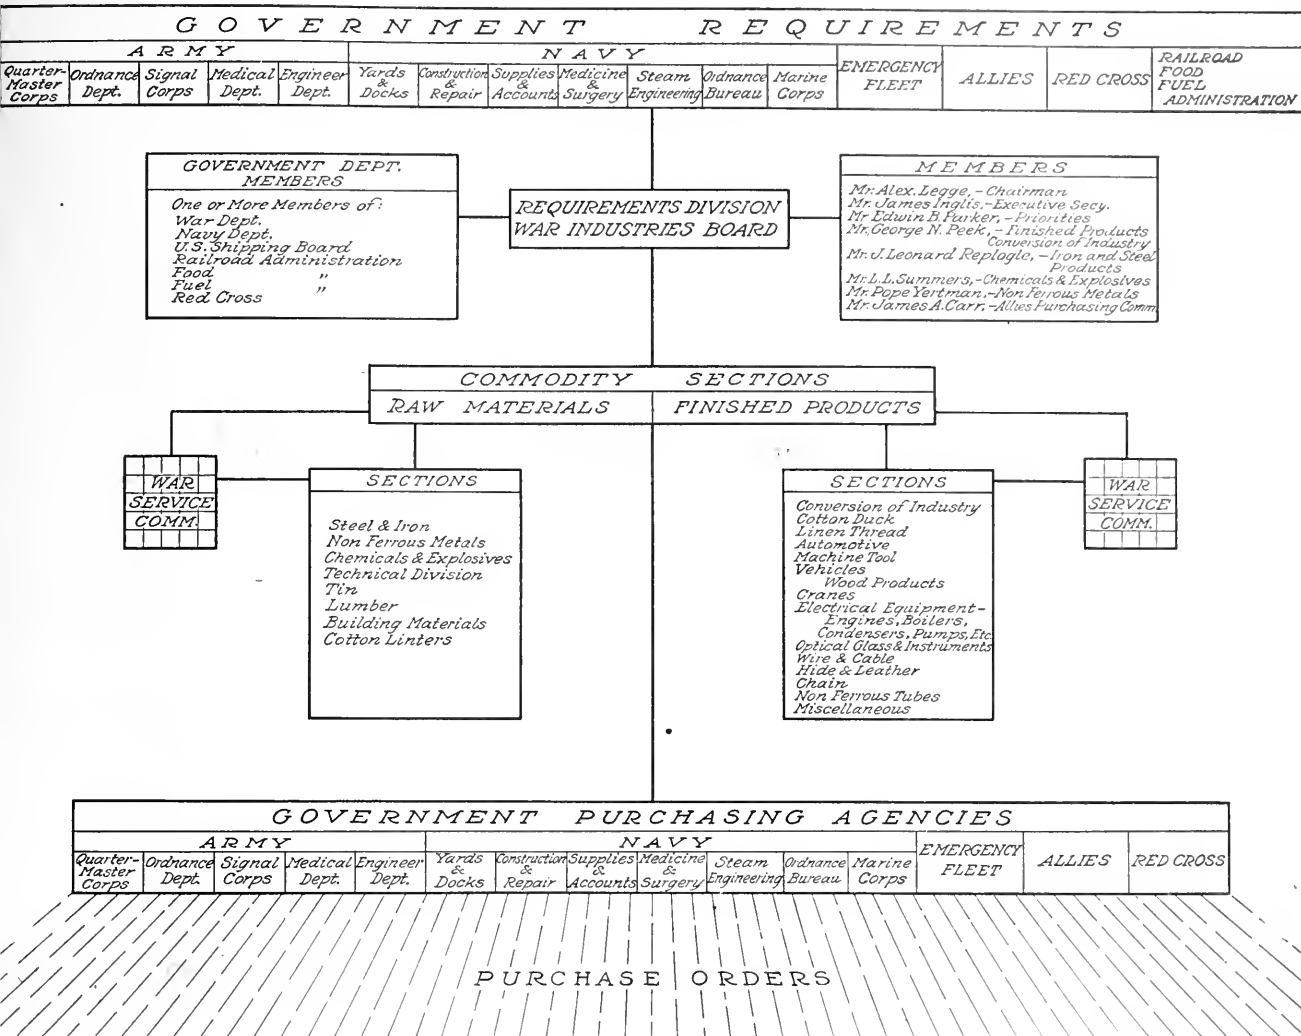 GOVERNMENT REQUIREMENTS
ARMY
NAVY
Quarter-
Master
Corps
Ordnance
Dept.
Signal
Corps
Medical
Dept.
Engineer
Dept.
Yards
&
Docks
Construction
&
Repair
Supplies
&
Accounts
Medicine
&
Surgery
Steam
Engineering
Ordnance
Bureau
Marine
Corps
EMERGENCY
FLEET
ALLIES
RED CROSS
RAILROAD
FOOD
FUEL
ADMINISTRATION
GOVERNMENT DEPT.
MEMBERS
One or More Members of:
War Dept.
Navy Dept.
U.S. Shipping Board
Railroad Administration
Food "
Fuel "
Red Cross
REQUIREMENTS DIVISION
WAR INDUSTRIES BOARD
MEMBERS
Mr. Alex. Legge, - Chairman
Mr. James Inglis, - Executive Secy.
Mr Edwin B. Parker, - Priorities
Mr. George N. Peek, - Finished Products
Conversion of Industry
Mr. J. Leonard Replogle, - Iron and Steel
Products
Mr. L.L. Summers, - Chemicals & Explosives
Mr. Pope Yertman, - Non Ferrous Metals
Mr. James A. Carr, - Allies Purchasing Comm.
COMMODITY SECTIONS
RAW MATERIALS
FINISHED PRODUCTS
WAR
SERVICE
COMM.
SECTIONS
Steel & Iron
Non Ferrous Metals
Chemicals & Explosives
Technical Division
Tin
Lumber
Building Materials
Cotton Linters
SECTIONS
Conversion of Industry
Cotton Duck
Linen Thread
Automotive
Machine Tool
Vehicles
Wood Products
Cranes
Electrical Equipment-
Engines, Boilers,
Condensers, Pumps, Etc.
Optical Glass & Instruments
Wire & Cable
Hide & Leather
Chain
Non Ferrous Tubes
Miscellaneous
WAR
SERVICE
COMM.
GOVERNMENT PURCHASING AGENCIES
ARMY
NAVY
Quarter-
Master
Corps
Ordnance
Dept.
Signal
Corps
Medical
Dept.
Engineer
Dept.
Yards
&
Docks
Construction
&
Repair
Supplies
&
Accounts
Medicine
&
Surgery
Steam
Engineering
Ordnance
Bureau
Marine
Corps
EMERGENCY
FLEET
ALLIES
RED CROSS
PURCHASE ORDERS